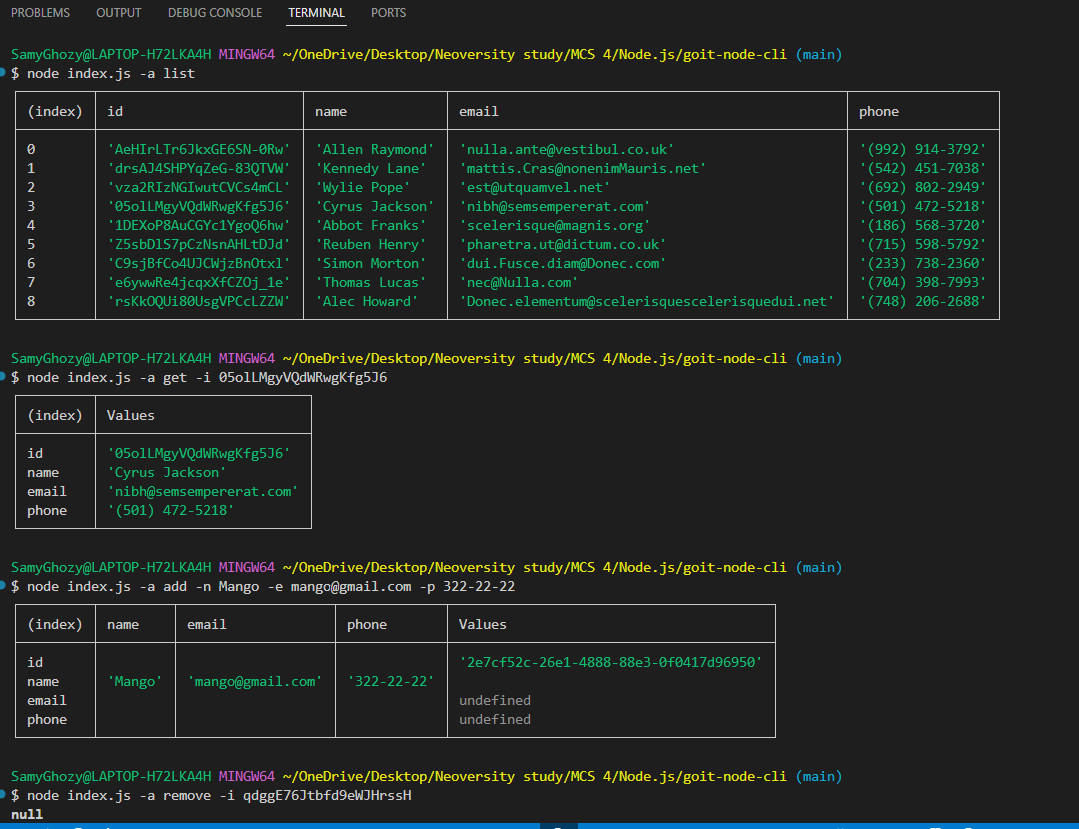 PROBLEMS OUTPUT DEBUG CONSOLE TERMINAL PORTS
SamyGhozy@LAPTOP-H72LKA4H MINGW64 ~/OneDrive/Desktop/Neoversity study/MCS 4/Node.js/goit-node-cli (main)
$ node index.js -a list
(index) id name email phone
0 'AeHIrLTr6JkxGE6SN-0Rw' 'Allen Raymond' 'nulla.ante@vestibul.co.uk' '(992) 914-3792'
1 'drsAJ4SHPYqZeG-83QTVW' 'Kennedy Lane' 'mattis.Cras@nonenimMauris.net' '(542) 451-7038'
2 'vza2RIzNGIwutCVCs4mCL' 'Wylie Pope' 'est@utquamvel.net' '(692) 802-2949'
3 '05olLMgyVQdWRwgKfg5J6' 'Cyrus Jackson' 'nibh@semsempererat.com' '(501) 472-5218'
4 '1DEXoP8AuCGYc1YgoQ6hw' 'Abbot Franks' 'scelerisque@magnis.org' '(186) 568-3720'
5 'Z5sbDlS7pCzNsnAHLtDJd' 'Reuben Henry' 'pharetra.ut@dictum.co.uk' '(715) 598-5792'
6 'C9sjBfCo4UJCWjzBnOtxl' 'Simon Morton' 'dui.Fusce.diam@Donec.com' '(233) 738-2360'
7 'e6ywwRe4jcqxXfCZOj_1e' 'Thomas Lucas' 'nec@Nulla.com' '(704) 398-7993'
8 'rsKkOQUi80UsgVPCcLZZW' 'Alec Howard' 'Donec.elementum@scelerisquescelerisquedui.net' '(748) 206-2688'
SamyGhozy@LAPTOP-H72LKA4H MINGW64 ~/OneDrive/Desktop/Neoversity study/MCS 4/Node.js/goit-node-cli (main)
$ node index.js -a get -i 05olLMgyVQdWRwgKfg5J6
(index) Values
id '05olLMgyVQdWRwgKfg5J6'
name 'Cyrus Jackson'
email 'nibh@semsempererat.com'
phone '(501) 472-5218'
SamyGhozy@LAPTOP-H72LKA4H MINGW64 ~/OneDrive/Desktop/Neoversity study/MCS 4/Node.js/goit-node-cli (main)
$ node index.js -a add -n Mango -e mango@gmail.com -p 322-22-22
(index) name email phone Values
id '2e7cf52c-26e1-4888-88e3-0f0417d96950'
name 'Mango' 'mango@gmail.com' '322-22-22'
email undefined
phone undefined
SamyGhozy@LAPTOP-H72LKA4H MINGW64 ~/OneDrive/Desktop/Neoversity study/MCS 4/Node.js/goit-node-cli (main)
$ node index.js -a remove -i qdggE76Jtbfd9eWJHrssH
null